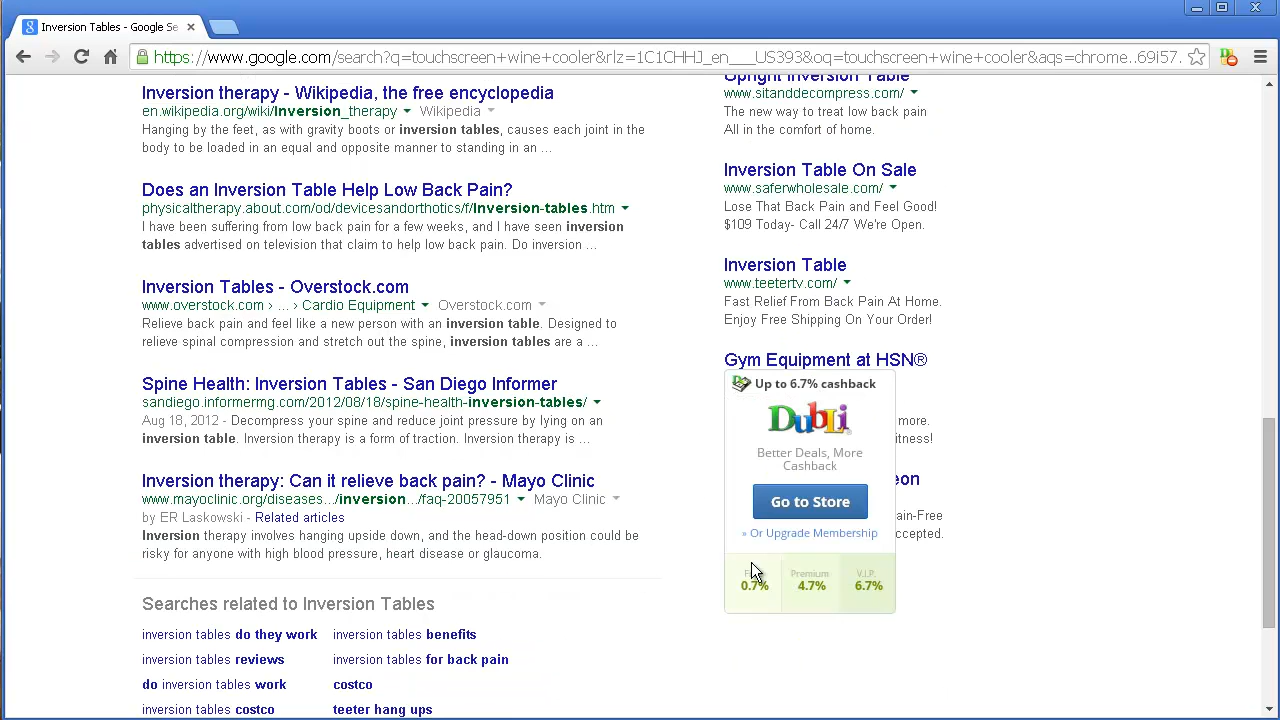 Inversion Tables - Google Se
https://www.google.com/search?q=touchscreen+wine+cooler&rlz=1C1CHHJ_en___US393&oq=touchscreen+wine+cooler&aqs=chrome..69i57.
Inversion therapy - Wikipedia, the free encyclopedia
en.wikipedia.org/wiki/Inversion_therapy Wikipedia
Hanging by the feet, as with gravity boots or inversion tables, causes each joint in the
body to be loaded in an equal and opposite manner to standing in an ...
Does an Inversion Table Help Low Back Pain?
physicaltherapy.about.com/od/devicesandorthotics/f/Inversion-tables.htm
I have been suffering from low back pain for a few weeks, and I have seen inversion
tables advertised on television that claim to help low back pain. Do inversion ...
Inversion Tables - Overstock.com
www.overstock.com › ... › Cardio Equipment Overstock.com
Relieve back pain and feel like a new person with an inversion table. Designed to
relieve spinal compression and stretch out the spine, inversion tables are a ...
Spine Health: Inversion Tables - San Diego Informer
sandiego.informermg.com/2012/08/18/spine-health-inversion-tables/
Aug 18, 2012 - Decompress your spine and reduce joint pressure by lying on an
inversion table. Inversion therapy is a form of traction. Inversion therapy is ...
Inversion therapy: Can it relieve back pain? - Mayo Clinic
www.mayoclinic.org/diseases.../inversion.../faq-20057951 Mayo Clinic
by ER Laskowski - Related articles
Inversion therapy involves hanging upside down, and the head-down position could be
risky for anyone with high blood pressure, heart disease or glaucoma.
Searches related to Inversion Tables
inversion tables do they work
inversion tables benefits
inversion tables reviews
inversion tables for back pain
do inversion tables work
costco
inversion tables costco
teeter hang ups
Upright Inversion Table
www.sitanddecompress.com/
The new way to treat low back pain
All in the comfort of home.
Inversion Table On Sale
www.saferwholesale.com/
Lose That Back Pain and Feel Good!
$109 Today- Call 24/7 We're Open.
Inversion Table
www.teetertv.com/
Fast Relief From Back Pain At Home.
Enjoy Free Shipping On Your Order!
Gym Equipment at HSN®
Up to 6.7% cashback
DubLi
more.
Better Deals, More
Cashback
Go to Store
» Or Upgrade Membership
Premium
V.I.P.
0.7%
4.7%
6.7%